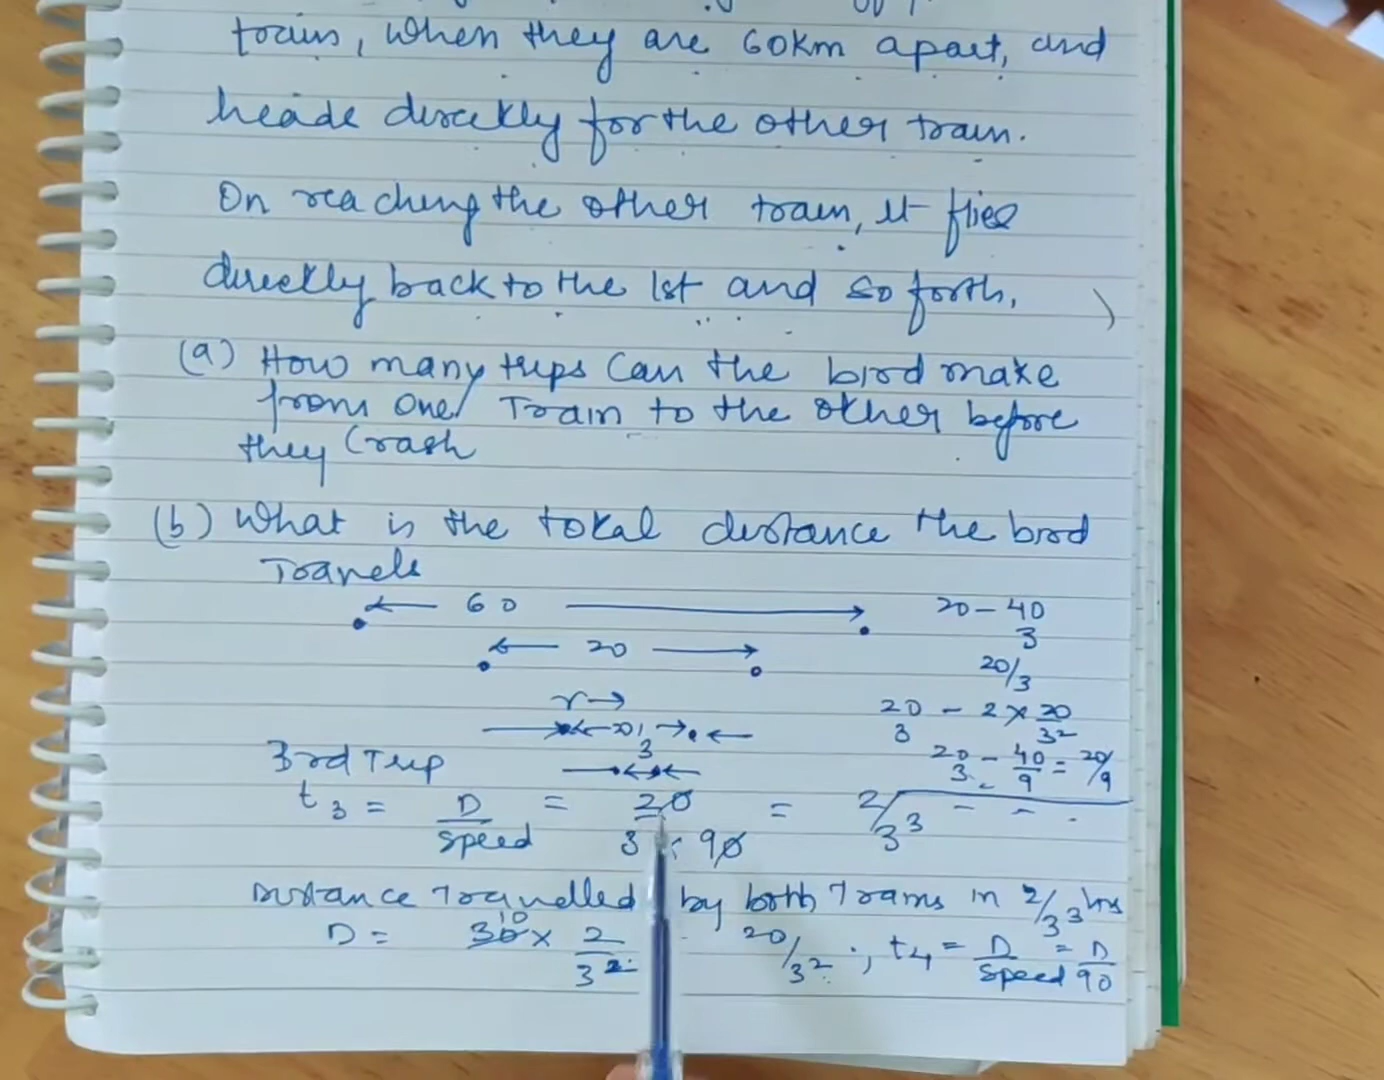 trains, when they are 60km apart, and
heads directly for the other train.
On reaching the other train, it flies
directly back to the 1st and so forth.
(a) How many trips can the bird make
from one Train to the other before
they Crash
(b) What is the total distance the bird
Travels
← 60 → 20 - 40/3
← 20 → 20/3
r→ 20/3 - 2 × 20/3²
← 20/3 → ← 20/3 - 40/9 = 20/9
3rd Trip
t3 = D/Speed = 20/3 × 90 = 2/3³ - - -
Distance Travelled by both Trains in 2/3³ hrs
D = 30 10 × 2/3² 20/3² ; t4 = D/Speed = D/90